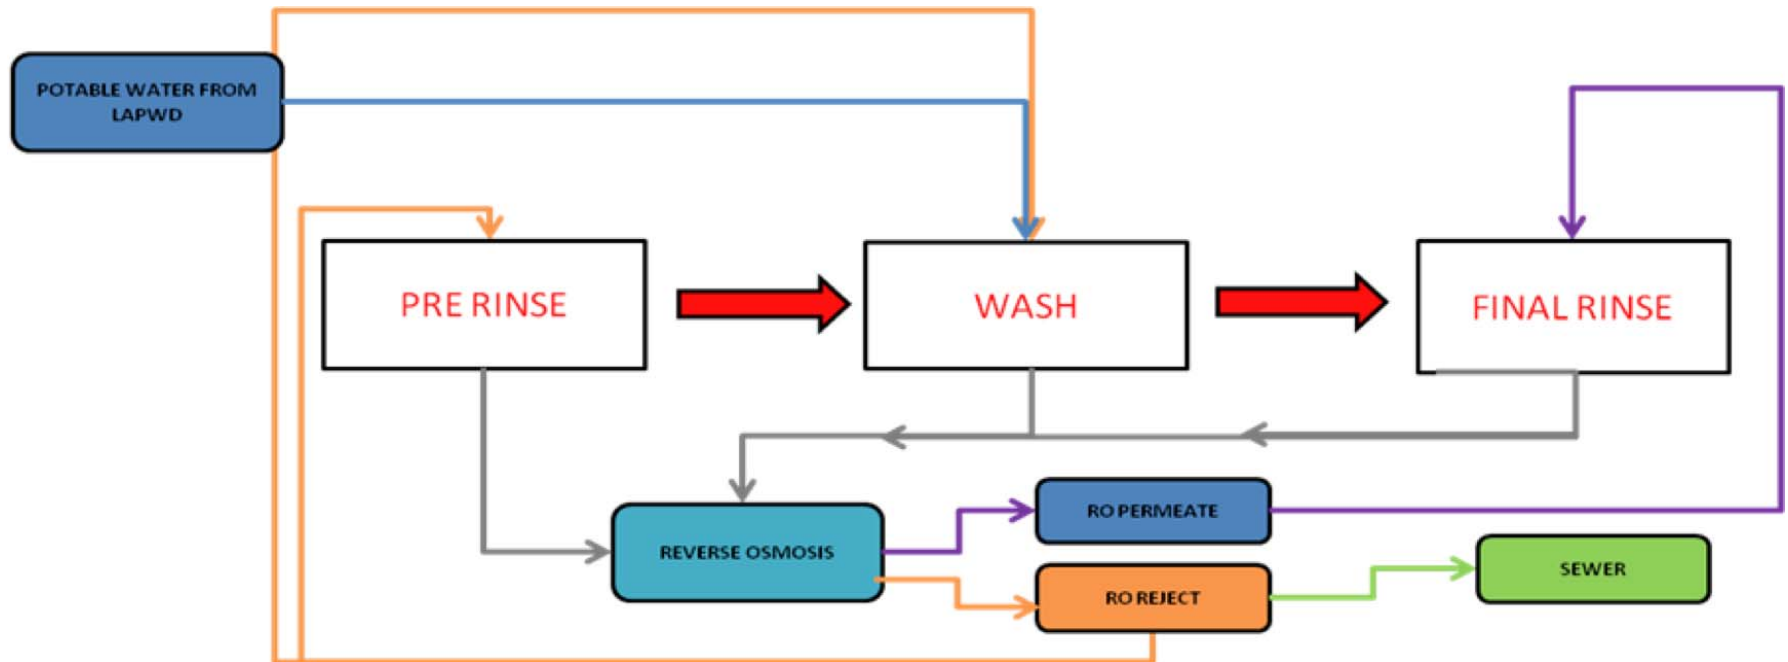 POTABLE WATER FROM
LAPWD
PRE RINSE
WASH
FINAL RINSE
REVERSE OSMOSIS
RO PERMEATE
RO REJECT
SEWER